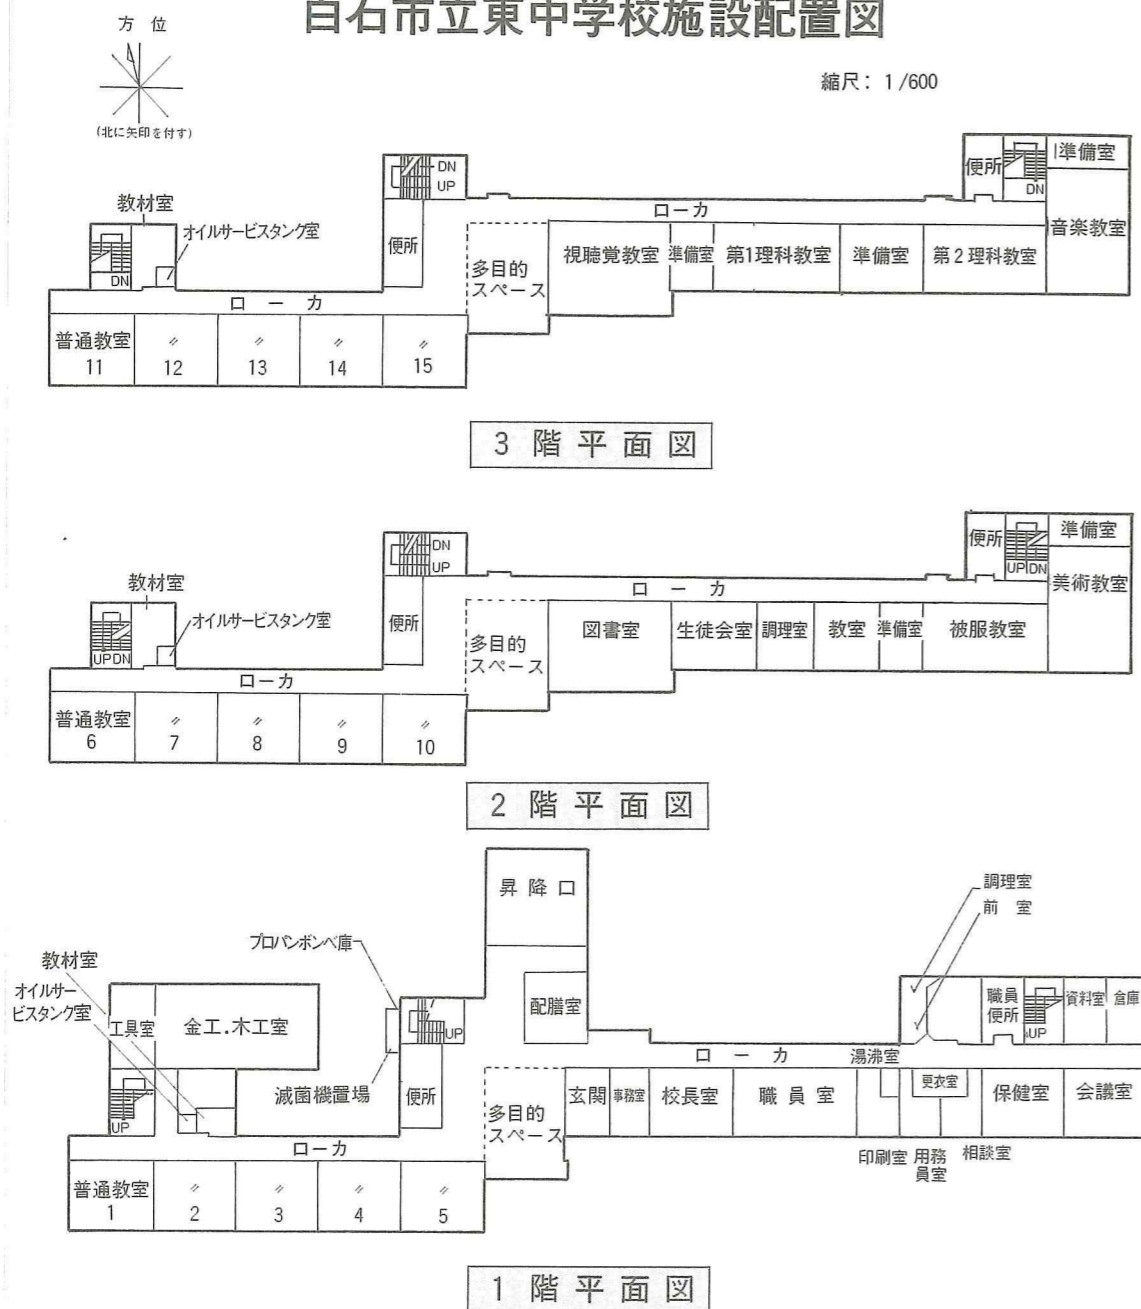 白石市立東中学校施設配置図
方 位
(北に矢印を付す)
縮尺：1/600
教材室
オイルサービスタンク室
DN
DN
UP
便所
ローカ
便所
DN
準備室
音楽教室
多目的
スペース
視聴覚教室
準備室
第1理科教室
準備室
第2理科教室
ロ ー カ
普通教室
11
〃
12
〃
13
〃
14
〃
15
3 階 平 面 図
教材室
オイルサービスタンク室
UP DN
DN
UP
便所
ロ ー カ
便所
UP DN
準備室
美術教室
多目的
スペース
図書室
生徒会室
調理室
教室
準備室
被服教室
ローカ
普通教室
6
〃
7
〃
8
〃
9
〃
10
2 階 平 面 図
昇 降 口
調理室
前 室
プロパンボンベ庫
教材室
オイルサー
ビスタンク室
工具室
金工.木工室
配膳室
UP
職員
便所
UP
資料室
倉庫
ロ ー カ
湯沸室
UP
滅菌機置場
便所
多目的
スペース
玄関
事務室
校長室
職 員 室
更衣室
保健室
会議室
ローカ
印刷室
用務
員室
相談室
普通教室
1
〃
2
〃
3
〃
4
〃
5
1 階 平 面 図